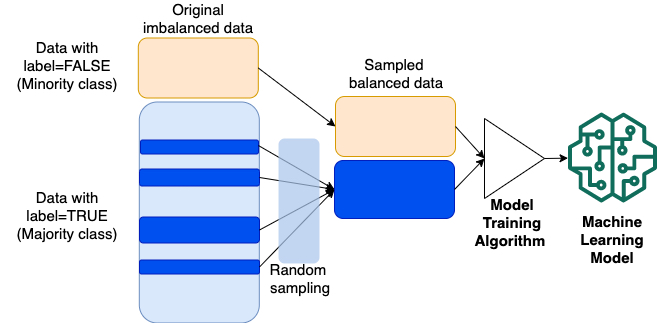 Original
imbalanced data
Data with
label=FALSE
(Minority class)
Sampled
balanced data
Data with
label=TRUE
(Majority class)
Random
sampling
Model
Training
Algorithm
Machine
Learning
Model